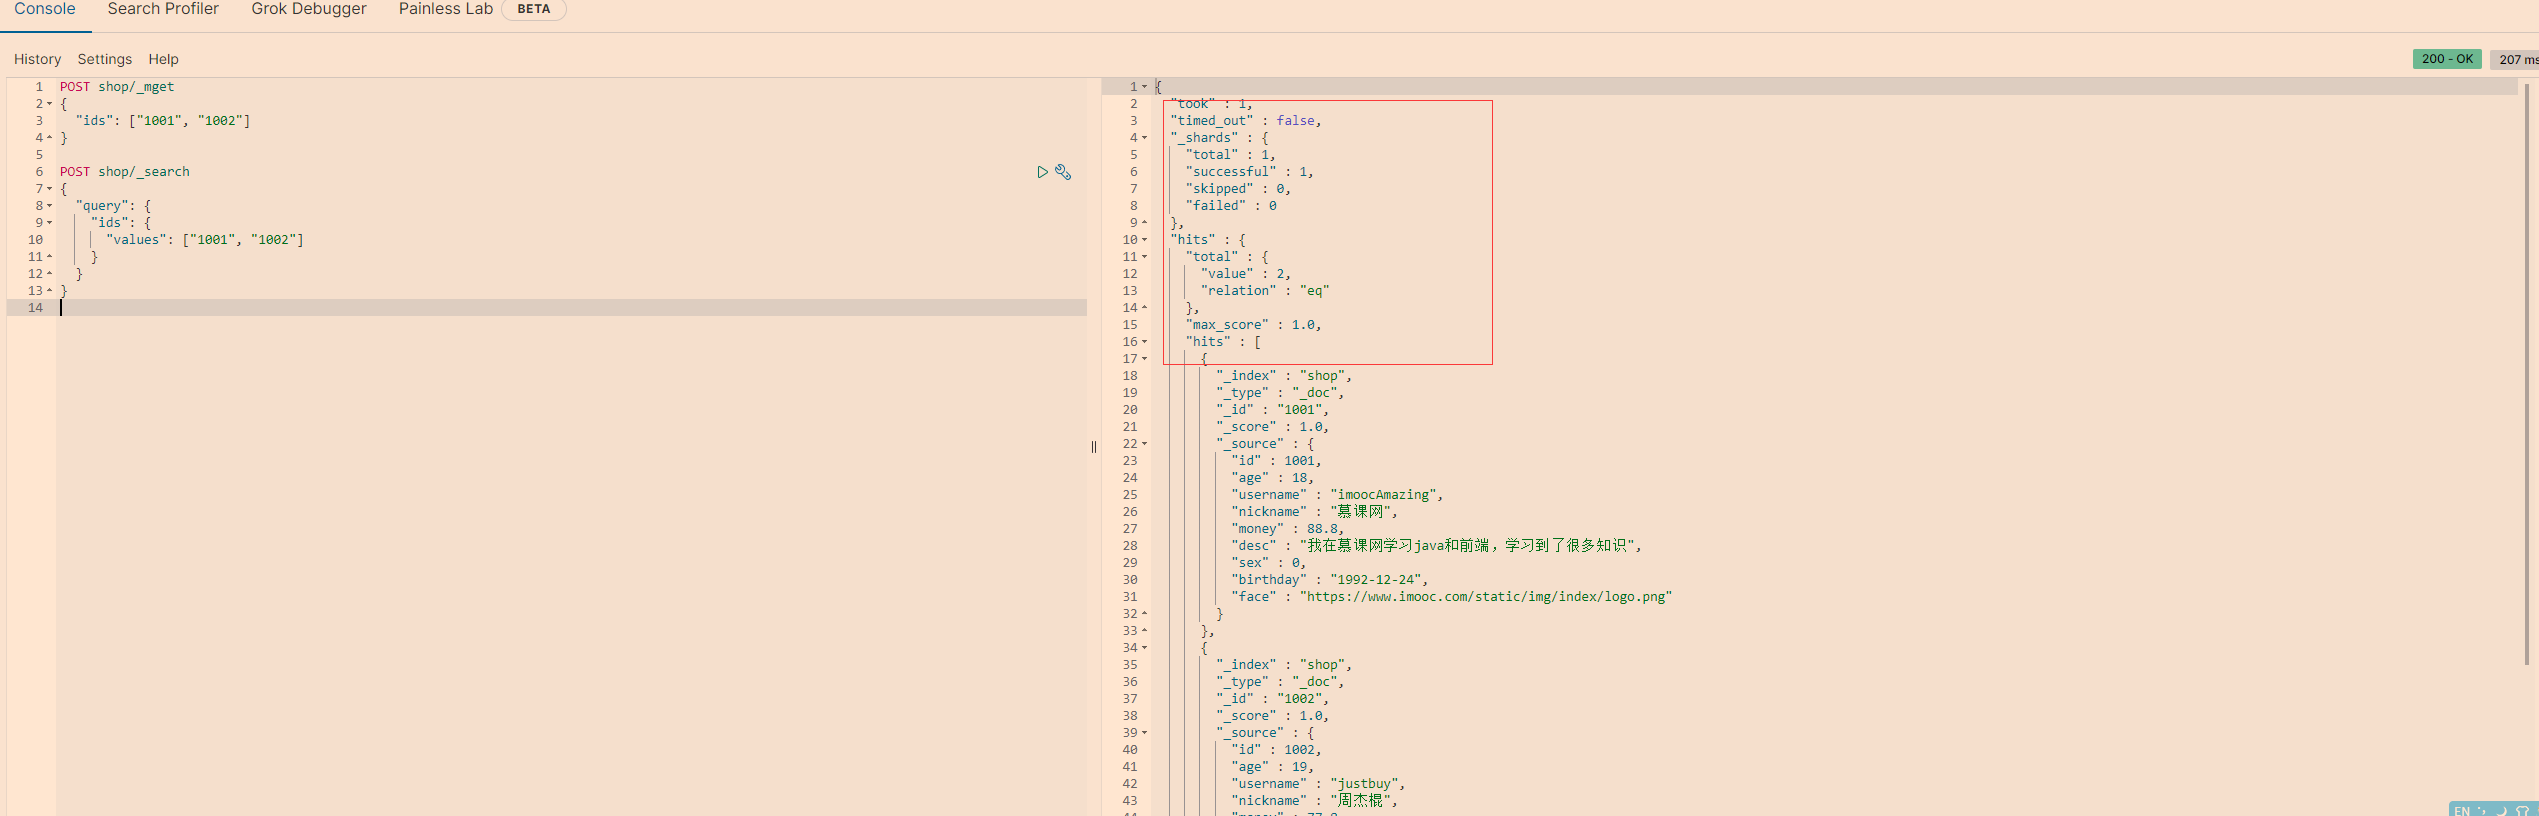 Console Search Profiler Grok Debugger Painless Lab BETA
History Settings Help
200 - OK 207 ms
1 POST shop/_mget
2 {
3 "ids": ["1001", "1002"]
4 }
5
6 POST shop/_search
7 {
8 "query": {
9 "ids": {
10 "values": ["1001", "1002"]
11 }
12 }
13 }
14
1 {
2 "took" : 1,
3 "timed_out" : false,
4 "_shards" : {
5 "total" : 1,
6 "successful" : 1,
7 "skipped" : 0,
8 "failed" : 0
9 },
10 "hits" : {
11 "total" : {
12 "value" : 2,
13 "relation" : "eq"
14 },
15 "max_score" : 1.0,
16 "hits" : [
17 {
18 "_index" : "shop",
19 "_type" : "_doc",
20 "_id" : "1001",
21 "_score" : 1.0,
22 "_source" : {
23 "id" : 1001,
24 "age" : 18,
25 "username" : "imoocAmazing",
26 "nickname" : "慕课网",
27 "money" : 88.8,
28 "desc" : "我在慕课网学习java和前端，学习到了很多知识",
29 "sex" : 0,
30 "birthday" : "1992-12-24",
31 "face" : "https://www.imooc.com/static/img/index/logo.png"
32 }
33 },
34 {
35 "_index" : "shop",
36 "_type" : "_doc",
37 "_id" : "1002",
38 "_score" : 1.0,
39 "_source" : {
40 "id" : 1002,
41 "age" : 19,
42 "username" : "justbuy",
43 "nickname" : "周杰棍",
EN